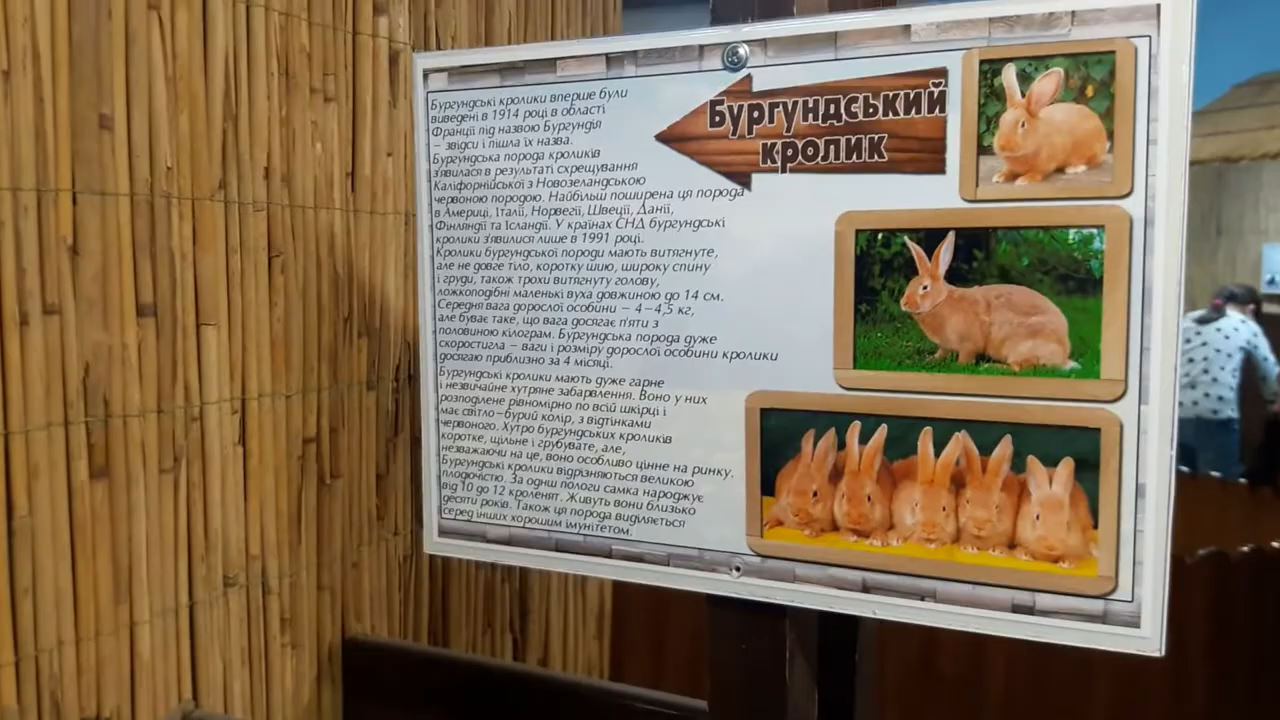 Бургундський
кролик
Бургундські кролики вперше були
виведені в 1914 році в області
Франції під назвою Бургундія
– звідси і пішла їх назва.
Бургундська порода кроликів
з'явилася в результаті схрещування
Каліфорнійської з Новозеландською
червоною породою. Найбільш поширена ця порода
в Америці, Італії, Норвегії, Швеції, Данії,
Фінляндії та Ісландії. У країнах СНД бургундські
кролики з'явилися лише в 1991 році.
Кролики бургундської породи мають витягнуте,
але не довге тіло, коротку шию, широку спину
і груди, також трохи витягнуту голову,
ложкоподібні маленькі вуха довжиною до 14 см.
Середня вага дорослої особини – 4–4,5 кг,
але буває таке, що вага досягає п'яти з
половиною кілограм. Бургундська порода дуже
скоростигла – ваги і розміру дорослої особини кролики
досягаю приблизно за 4 місяці.
Бургундські кролики мають дуже гарне
і незвичайне хутряне забарвлення. Воно у них
розподілене рівномірно по всій шкірці і
має світло–бурий колір, з відтінками
червоного. Хутро бургундських кроликів
коротке, щільне і грубувате, але,
незважаючи на це, воно особливо цінне на ринку.
Бургундські кролики відрізняються великою
плодючістю. За одні пологи самка народжує
від 10 до 12 кроленят. Живуть вони близько
десяти років. Також ця порода виділяється
серед інших хорошим імунітетом.